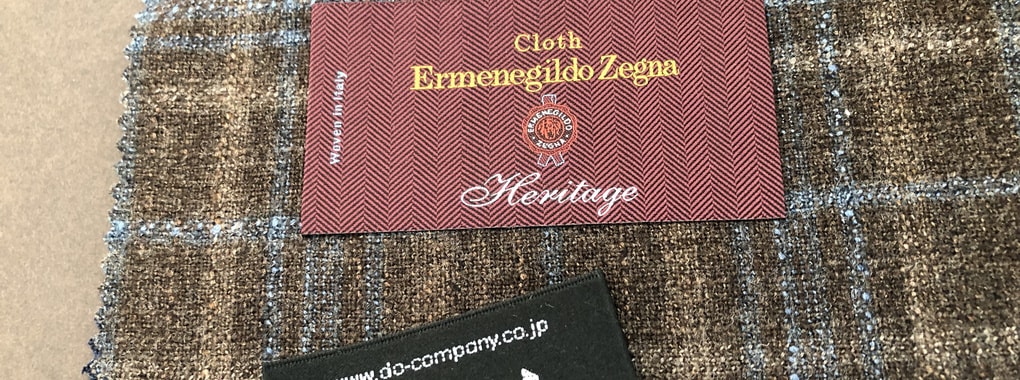 Cloth
Ermenegildo Zegna
Woven in Italy
ERMENEGILDO
ZEGNA
Heritage
www.do-company.co.jp